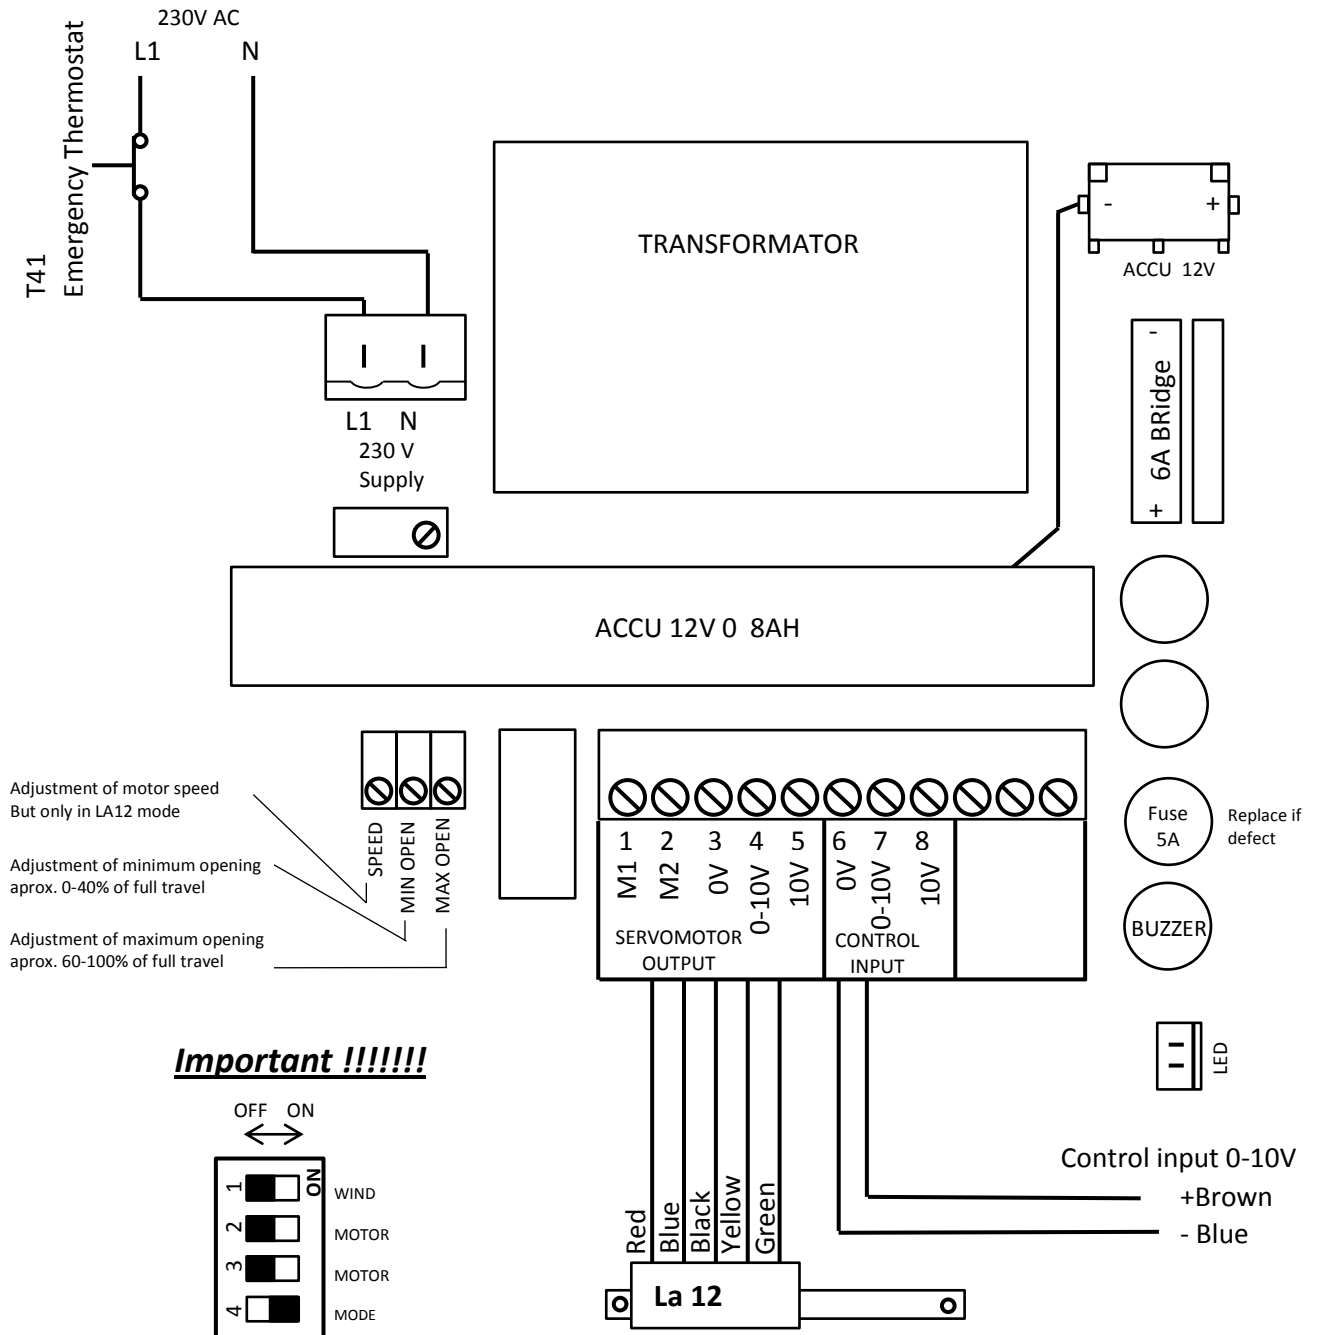 230V AC
L1 N
T41
Emergency Thermostat
TRANSFORMATOR
- +
ACCU 12V
-
6A BRidge
+
L1 N
230 V
Supply
ACCU 12V 0 8AH
Adjustment of motor speed
But only in LA12 mode
Adjustment of minimum opening
aprox. 0-40% of full travel
Adjustment of maximum opening
aprox. 60-100% of full travel
SPEED
MIN OPEN
MAX OPEN
1 2 3 4 5 6 7 8
M1 M2 0V 0-10V 10V 0V 0-10V 10V
SERVOMOTOR
OUTPUT
CONTROL
INPUT
Fuse
5A
Replace if
defect
BUZZER
LED
Important !!!!!!!
OFF ON
ON
1 WIND
2 MOTOR
3 MOTOR
4 MODE
Red
Blue
Black
Yellow
Green
La 12
Control input 0-10V
+Brown
- Blue